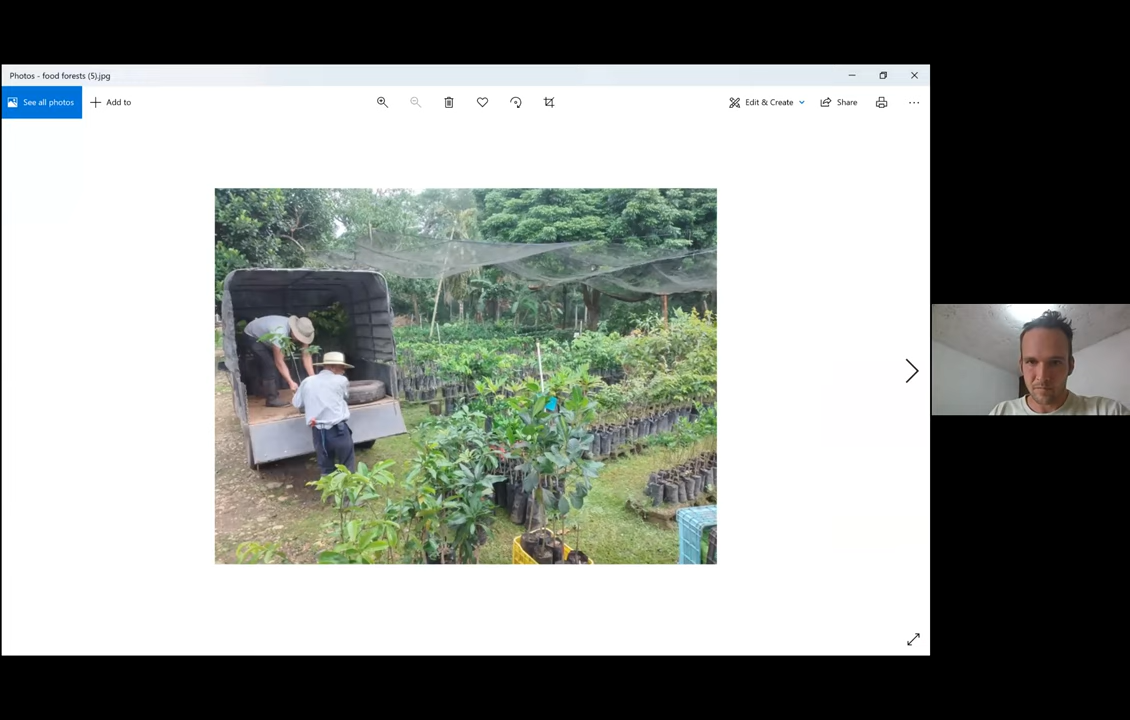 Photos - food forests (5).jpg
See all photos
Add to
Edit & Create
Share